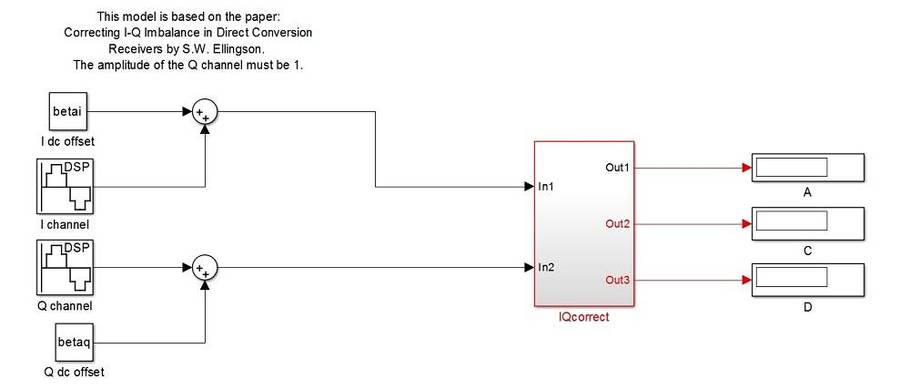 This model is based on the paper:
Correcting I-Q Imbalance in Direct Conversion
Receivers by S.W. Ellingson.
The amplitude of the Q channel must be 1.
betai
I dc offset
DSP
I channel
DSP
Q channel
betaq
Q dc offset
In1
In2
Out1
Out2
Out3
IQcorrect
A
C
D